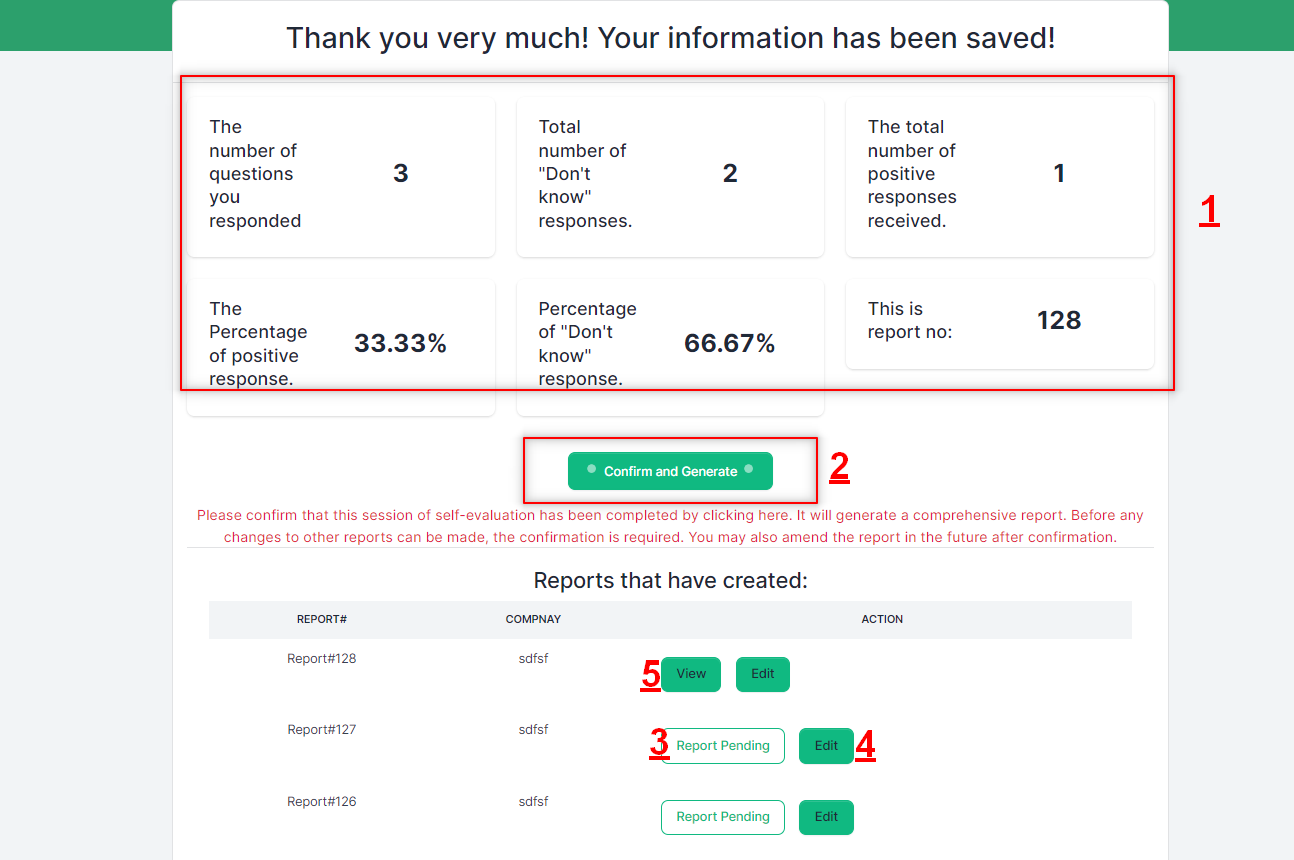 Thank you very much! Your information has been saved!
The
number of
questions
you
responded
3
Total
number of
"Don't
know"
responses.
2
The total
number of
positive
responses
received.
1
1
The
Percentage
of positive
response.
33.33%
Percentage
of "Don't
know"
response.
66.67%
This is
report no:
128
Confirm and Generate
2
Please confirm that this session of self-evaluation has been completed by clicking here. It will generate a comprehensive report. Before any
changes to other reports can be made, the confirmation is required. You may also amend the report in the future after confirmation.
Reports that have created:
REPORT# COMPNAY ACTION
Report#128 sdfsf 5 View Edit
Report#127 sdfsf 3 Report Pending Edit 4
Report#126 sdfsf Report Pending Edit